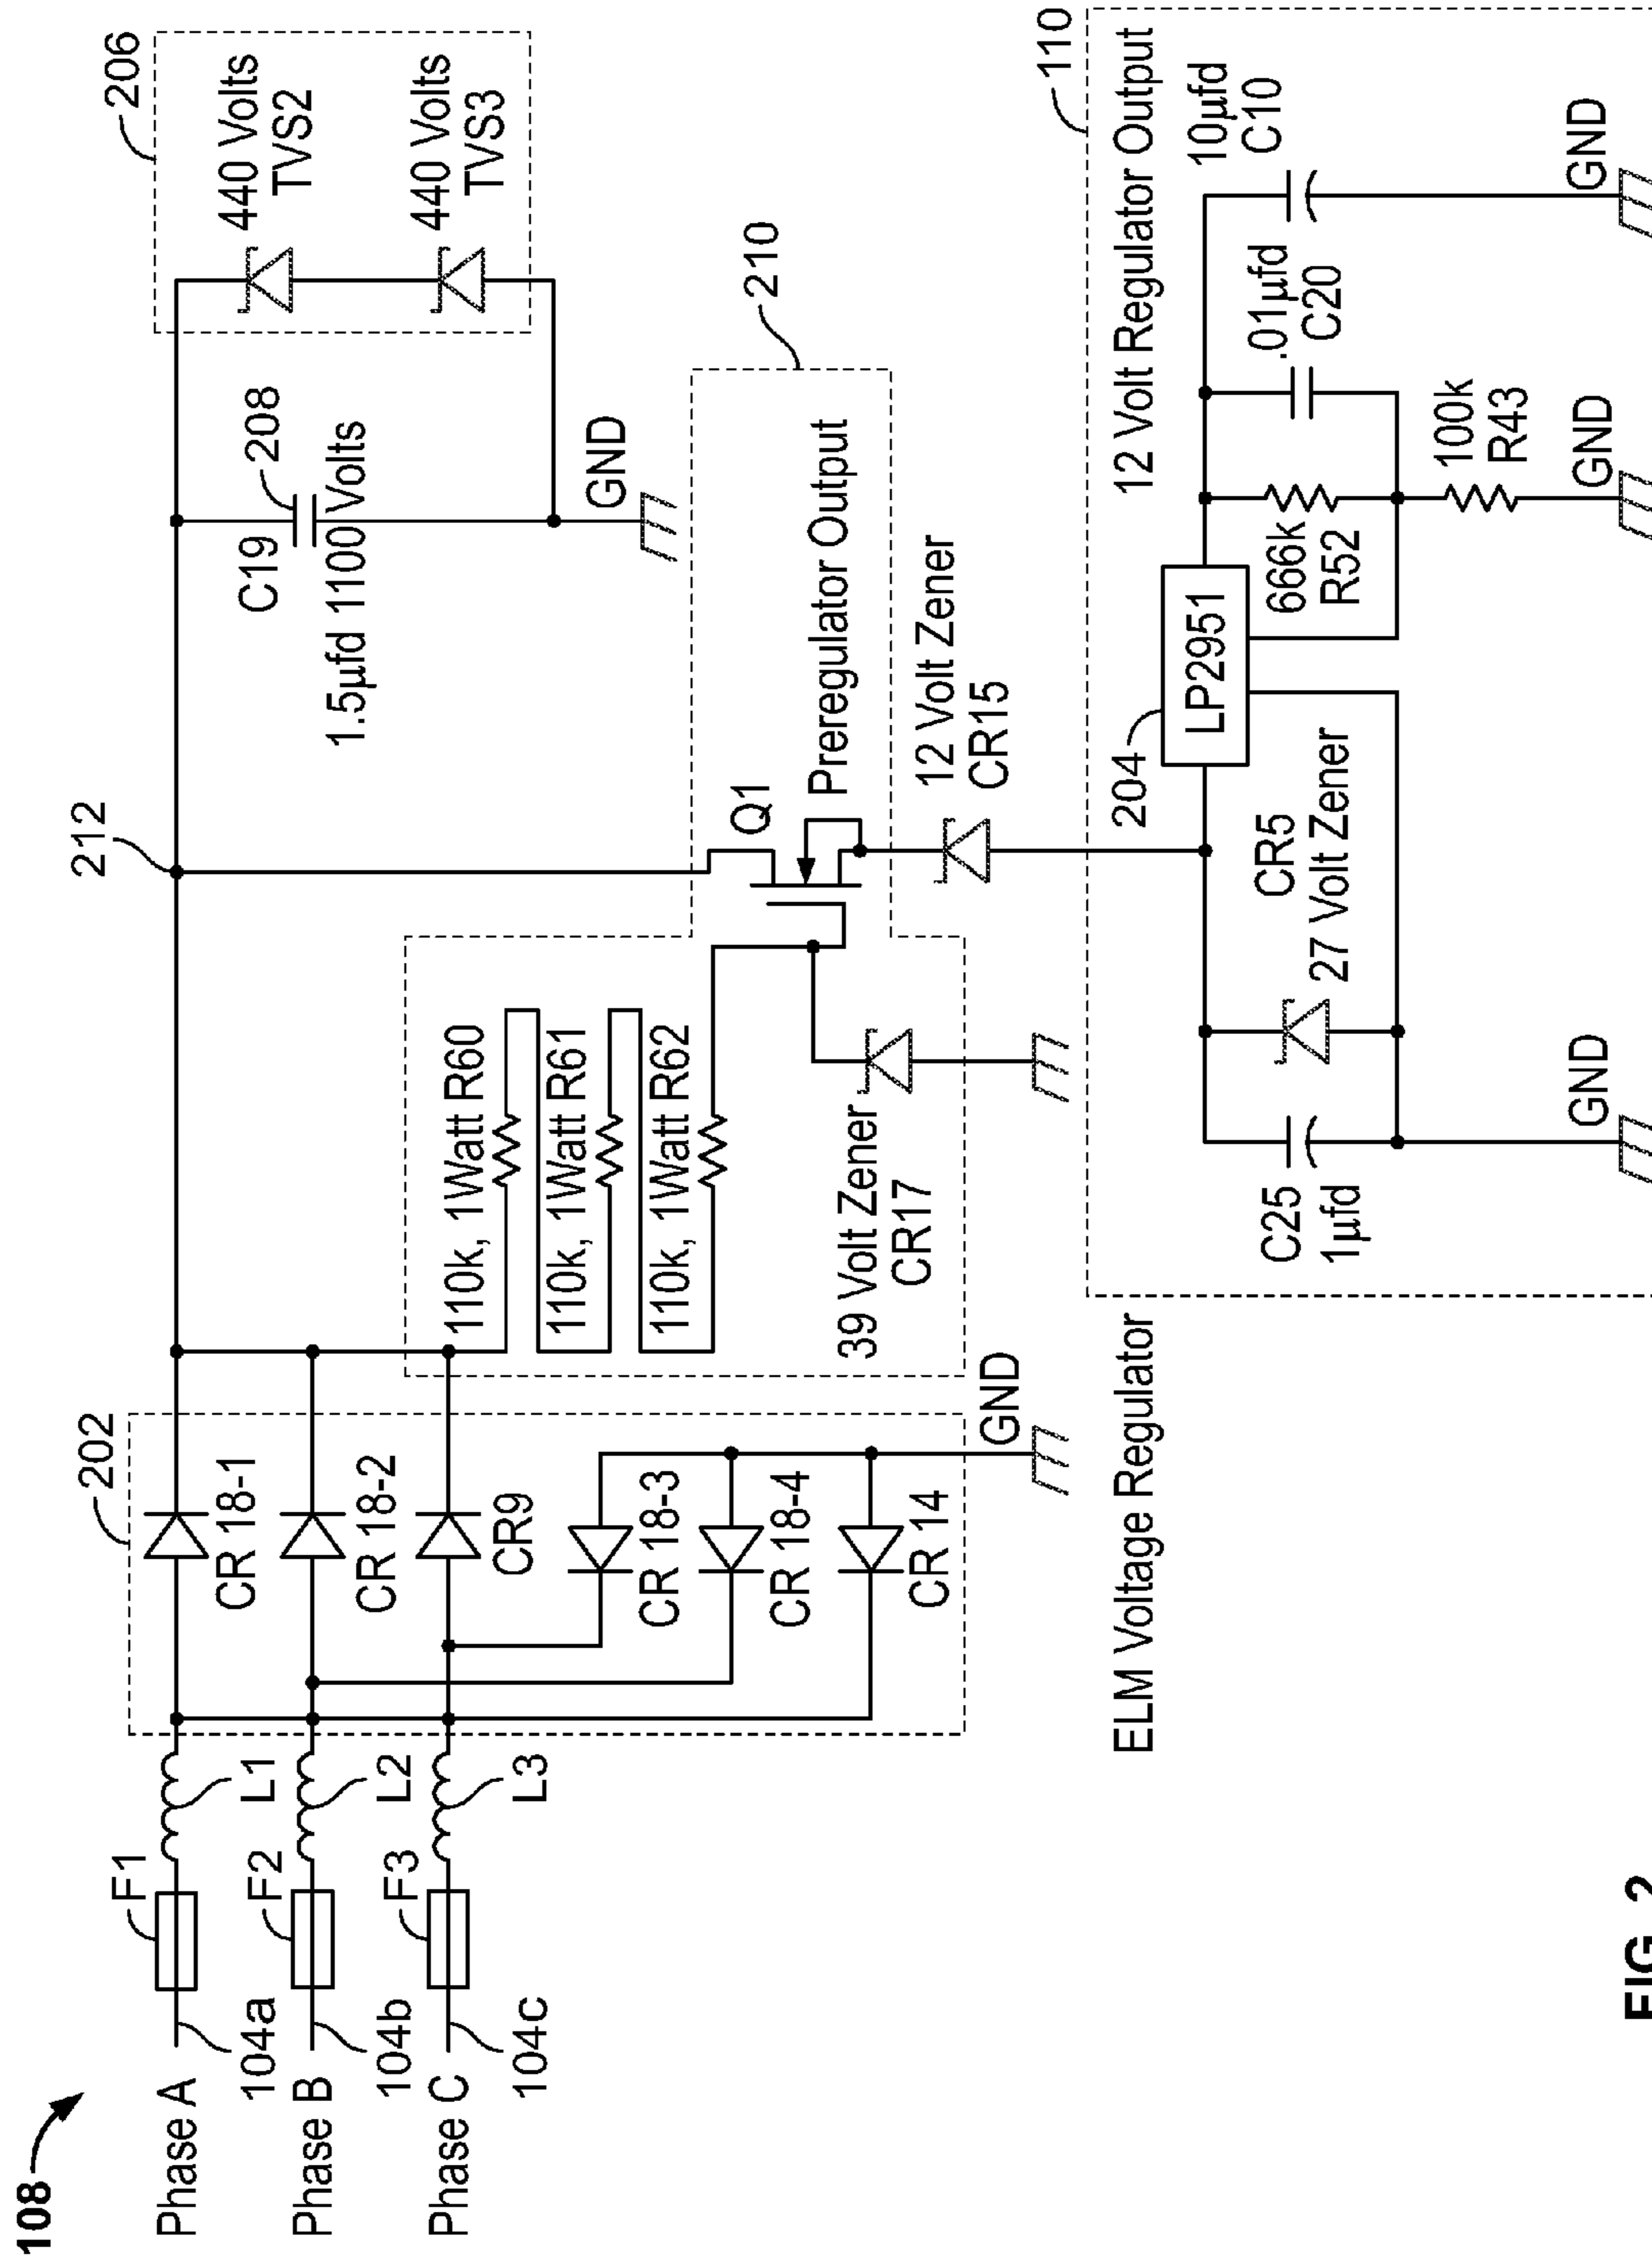 108
Phase A
Phase B
Phase C
104a
104b
104c
F1
F2
F3
L1
L2
L3
202
CR 18-1
CR 18-2
CR9
CR 18-3
CR 18-4
CR 14
GND
110k, 1Watt R60
110k, 1Watt R61
110k, 1Watt R62
39 Volt Zener
CR17
212
Q1
Preregulator Output
210
12 Volt Zener
CR15
C19
208
1.5µfd 1100 Volts
GND
206
440 Volts
TVS2
440 Volts
TVS3
ELM Voltage Regulator
110
12 Volt Regulator Output
204
LP2951
C25
1µfd
CR5
27 Volt Zener
GND
666k
R52
.01µfd
C20
100k
R43
GND
10µfd
C10
GND
FIG. 2